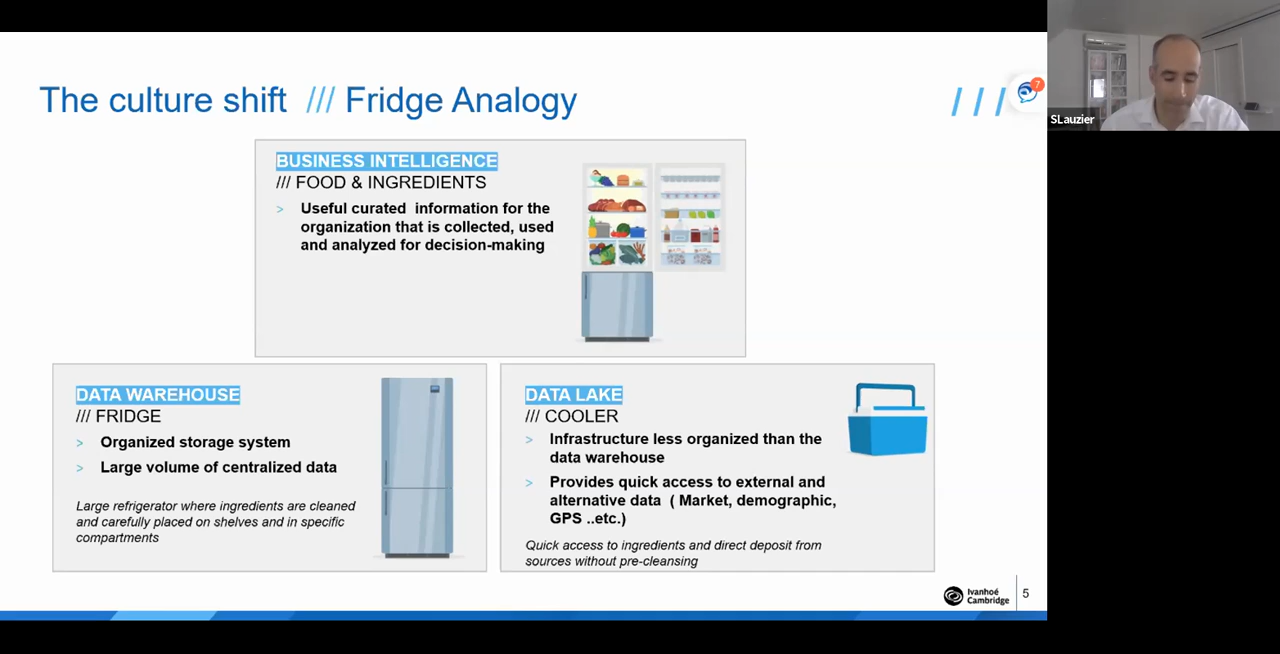 The culture shift /// Fridge Analogy
///
7
SLauzier
BUSINESS INTELLIGENCE
/// FOOD & INGREDIENTS
> Useful curated information for the
organization that is collected, used
and analyzed for decision-making
DATA WAREHOUSE
/// FRIDGE
> Organized storage system
> Large volume of centralized data
Large refrigerator where ingredients are cleaned
and carefully placed on shelves and in specific
compartments
DATA LAKE
/// COOLER
> Infrastructure less organized than the
data warehouse
> Provides quick access to external and
alternative data ( Market, demographic,
GPS ..etc.)
Quick access to ingredients and direct deposit from
sources without pre-cleansing
Ivanhoé
Cambridge
5